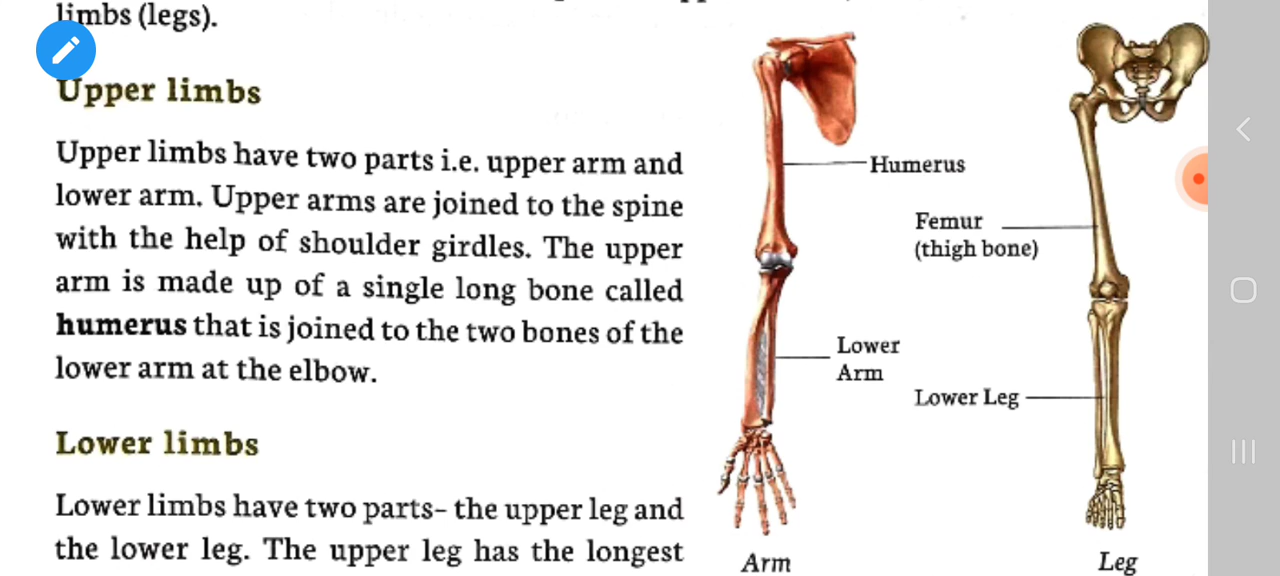 limbs (legs).
Upper limbs
Upper limbs have two parts i.e. upper arm and
lower arm. Upper arms are joined to the spine
with the help of shoulder girdles. The upper
arm is made up of a single long bone called
humerus that is joined to the two bones of the
lower arm at the elbow.
Lower limbs
Lower limbs have two parts- the upper leg and
the lower leg. The upper leg has the longest
Humerus
Femur
(thigh bone)
Lower
Arm
Lower Leg
Arm
Leg